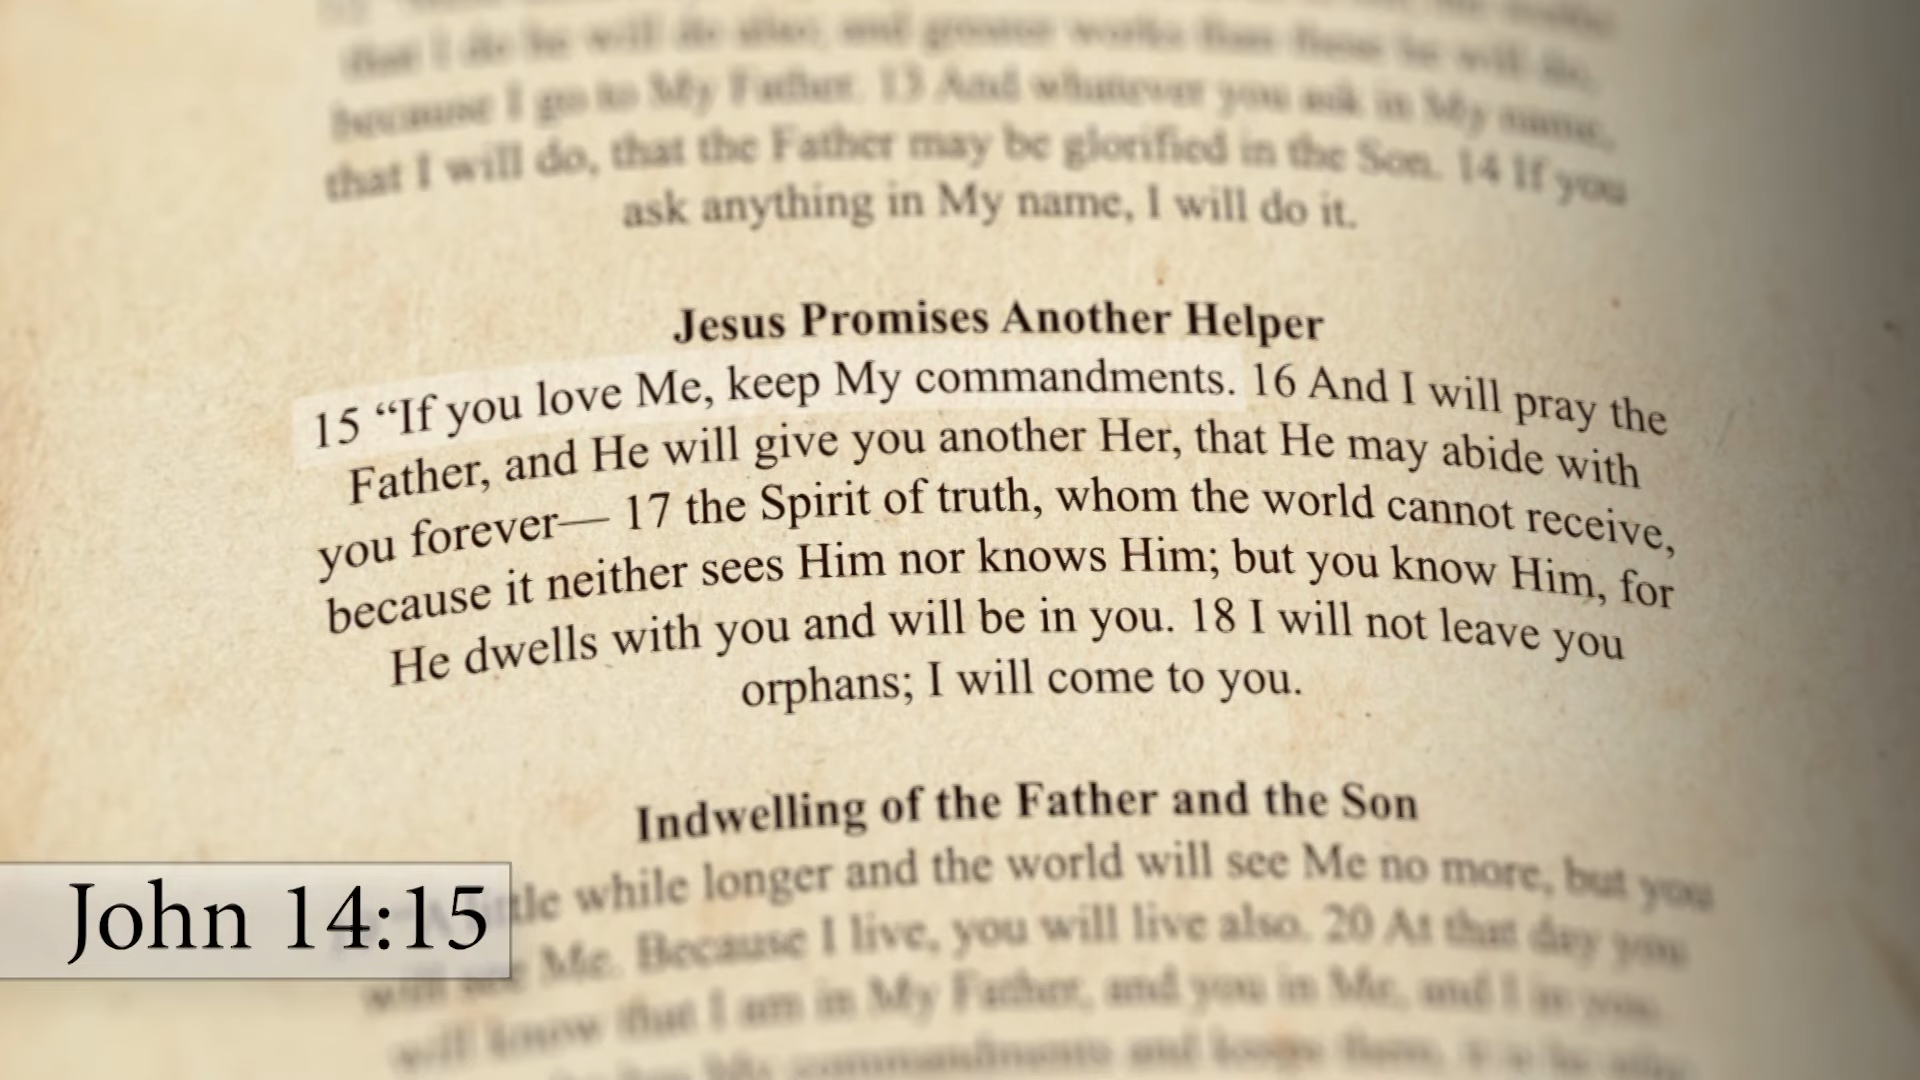 that I do he will do also; and greater works than these he will do,
because I go to My Father. 13 And whatever you ask in My name,
that I will do, that the Father may be glorified in the Son. 14 If you
ask anything in My name, I will do it.
Jesus Promises Another Helper
15 “If you love Me, keep My commandments. 16 And I will pray the
Father, and He will give you another Her, that He may abide with
you forever— 17 the Spirit of truth, whom the world cannot receive,
because it neither sees Him nor knows Him; but you know Him, for
He dwells with you and will be in you. 18 I will not leave you
orphans; I will come to you.
Indwelling of the Father and the Son
while longer and the world will see Me no more, but you
will see Me. Because I live, you will live also. 20 At that day you
will know that I am in My Father, and you in Me, and I in you.
My commandments and keeps them,
John 14:15